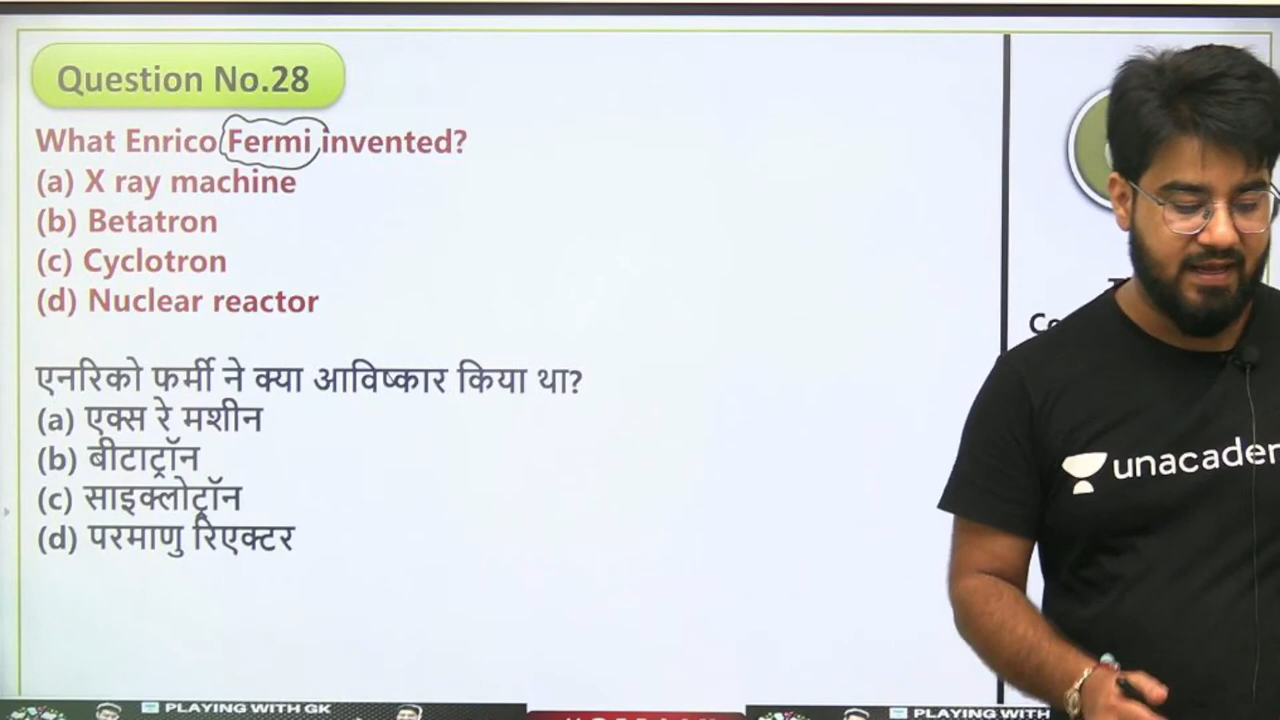 Question No.28
What Enrico Fermi invented?
(a) X ray machine
(b) Betatron
(c) Cyclotron
(d) Nuclear reactor
एनरिको फर्मी ने क्या आविष्कार किया था?
(a) एक्स रे मशीन
(b) बीटाट्रॉन
(c) साइक्लोट्रॉन
(d) परमाणु रिएक्टर
PLAYING WITH GK
PLAYING WITH